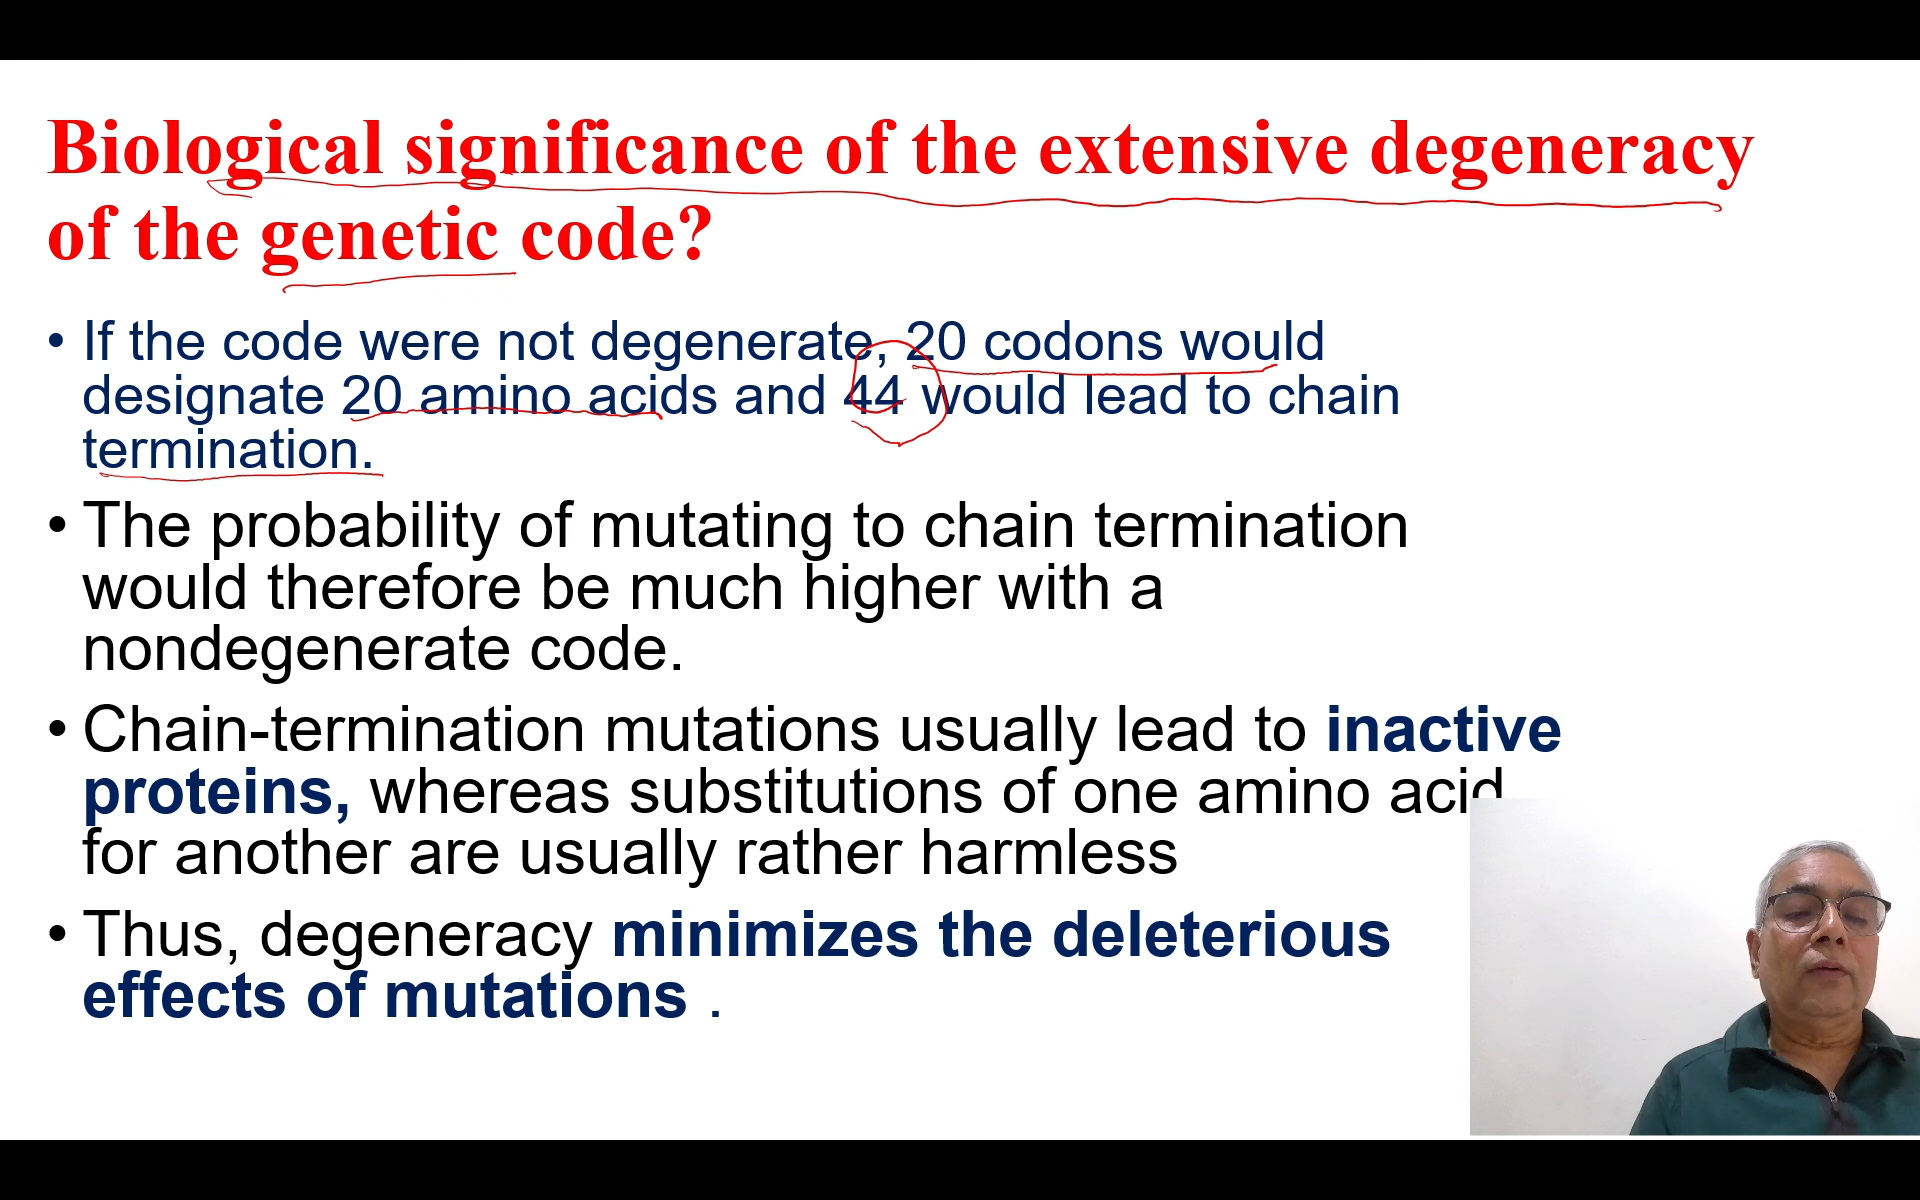 Biological significance of the extensive degeneracy
of the genetic code?
• If the code were not degenerate, 20 codons would
designate 20 amino acids and 44 would lead to chain
termination.
• The probability of mutating to chain termination
would therefore be much higher with a
nondegenerate code.
• Chain-termination mutations usually lead to inactive
proteins, whereas substitutions of one amino acid
for another are usually rather harmless
• Thus, degeneracy minimizes the deleterious
effects of mutations .